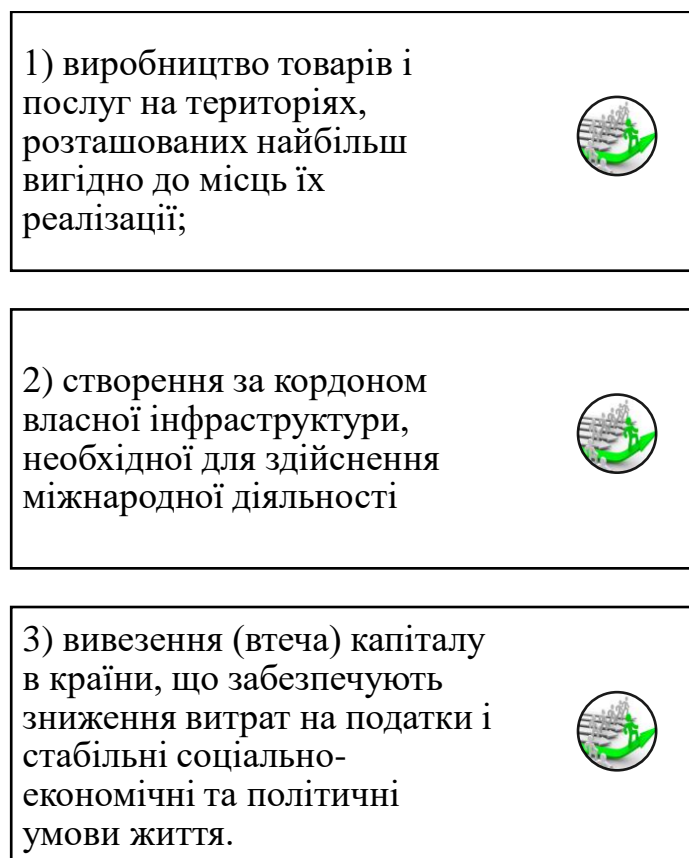 1) виробництво товарів і
послуг на територіях,
розташованих найбільш
вигідно до місць їх
реалізації;
2) створення за кордоном
власної інфраструктури,
необхідної для здійснення
міжнародної діяльності
3) вивезення (втеча) капіталу
в країни, що забезпечують
зниження витрат на податки і
стабільні соціально-
економічні та політичні
умови життя.